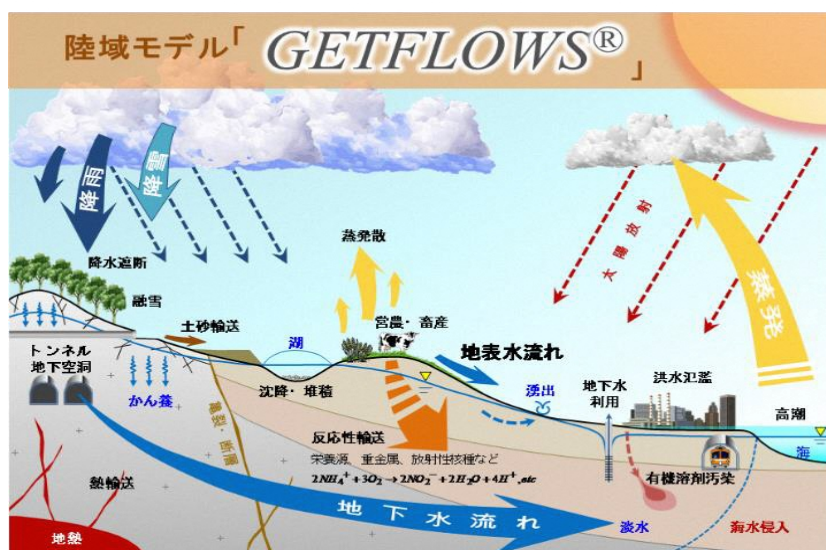 陸域モデル「 GETFLOWS® 」
降雨
降雪
降水遮断
融雪
蒸発散
太陽放射
蒸発
土砂輸送
湖
営農・畜産
地表水流れ
トンネル
地下空洞
かん養
沈降・堆積
湧出
地下水
利用
洪水氾濫
高潮
海
亀裂・断層
反応性輸送
栄養源、重金属、放射性核種など
2NH₄⁺+3O₂→2NO₂⁻+2H₂O+4H⁺,etc
有機溶剤汚染
熱輸送
地下水流れ
地熱
淡水
海水侵入